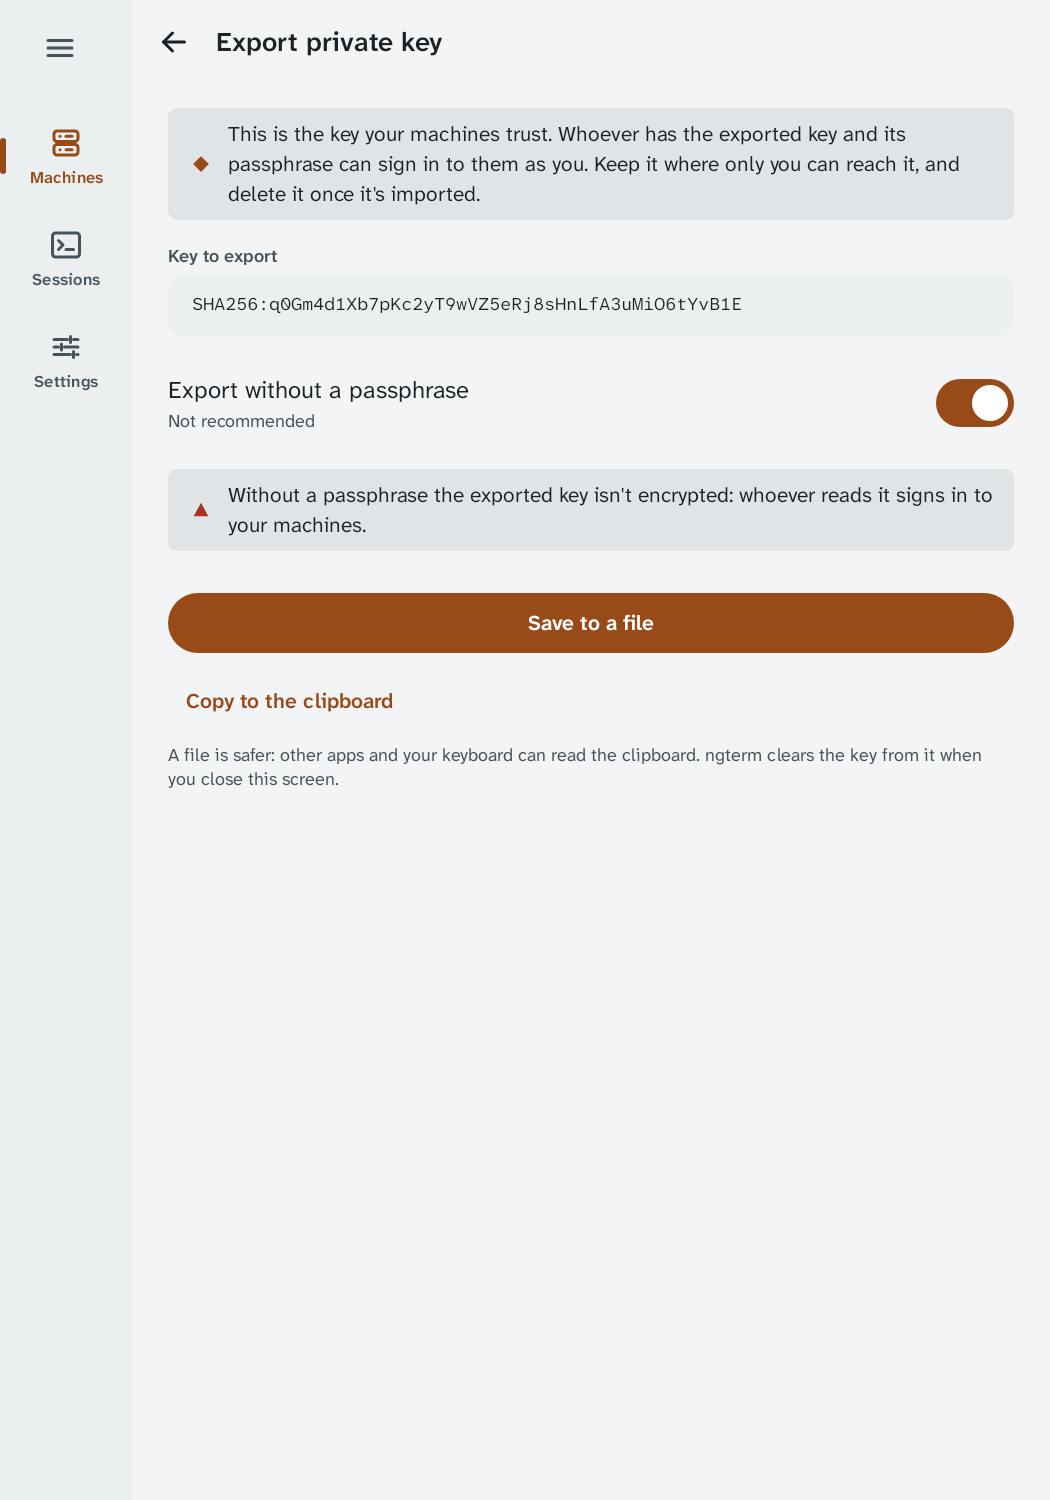 Export private key
Machines
Sessions
Settings
This is the key your machines trust. Whoever has the exported key and its
passphrase can sign in to them as you. Keep it where only you can reach it, and
delete it once it's imported.
Key to export
SHA256:q0Gm4d1Xb7pKc2yT9wVZ5eRj8sHnLfA3uMiO6tYvB1E
Export without a passphrase
Not recommended
Without a passphrase the exported key isn't encrypted: whoever reads it signs in to
your machines.
Save to a file
Copy to the clipboard
A file is safer: other apps and your keyboard can read the clipboard. ngterm clears the key from it when
you close this screen.